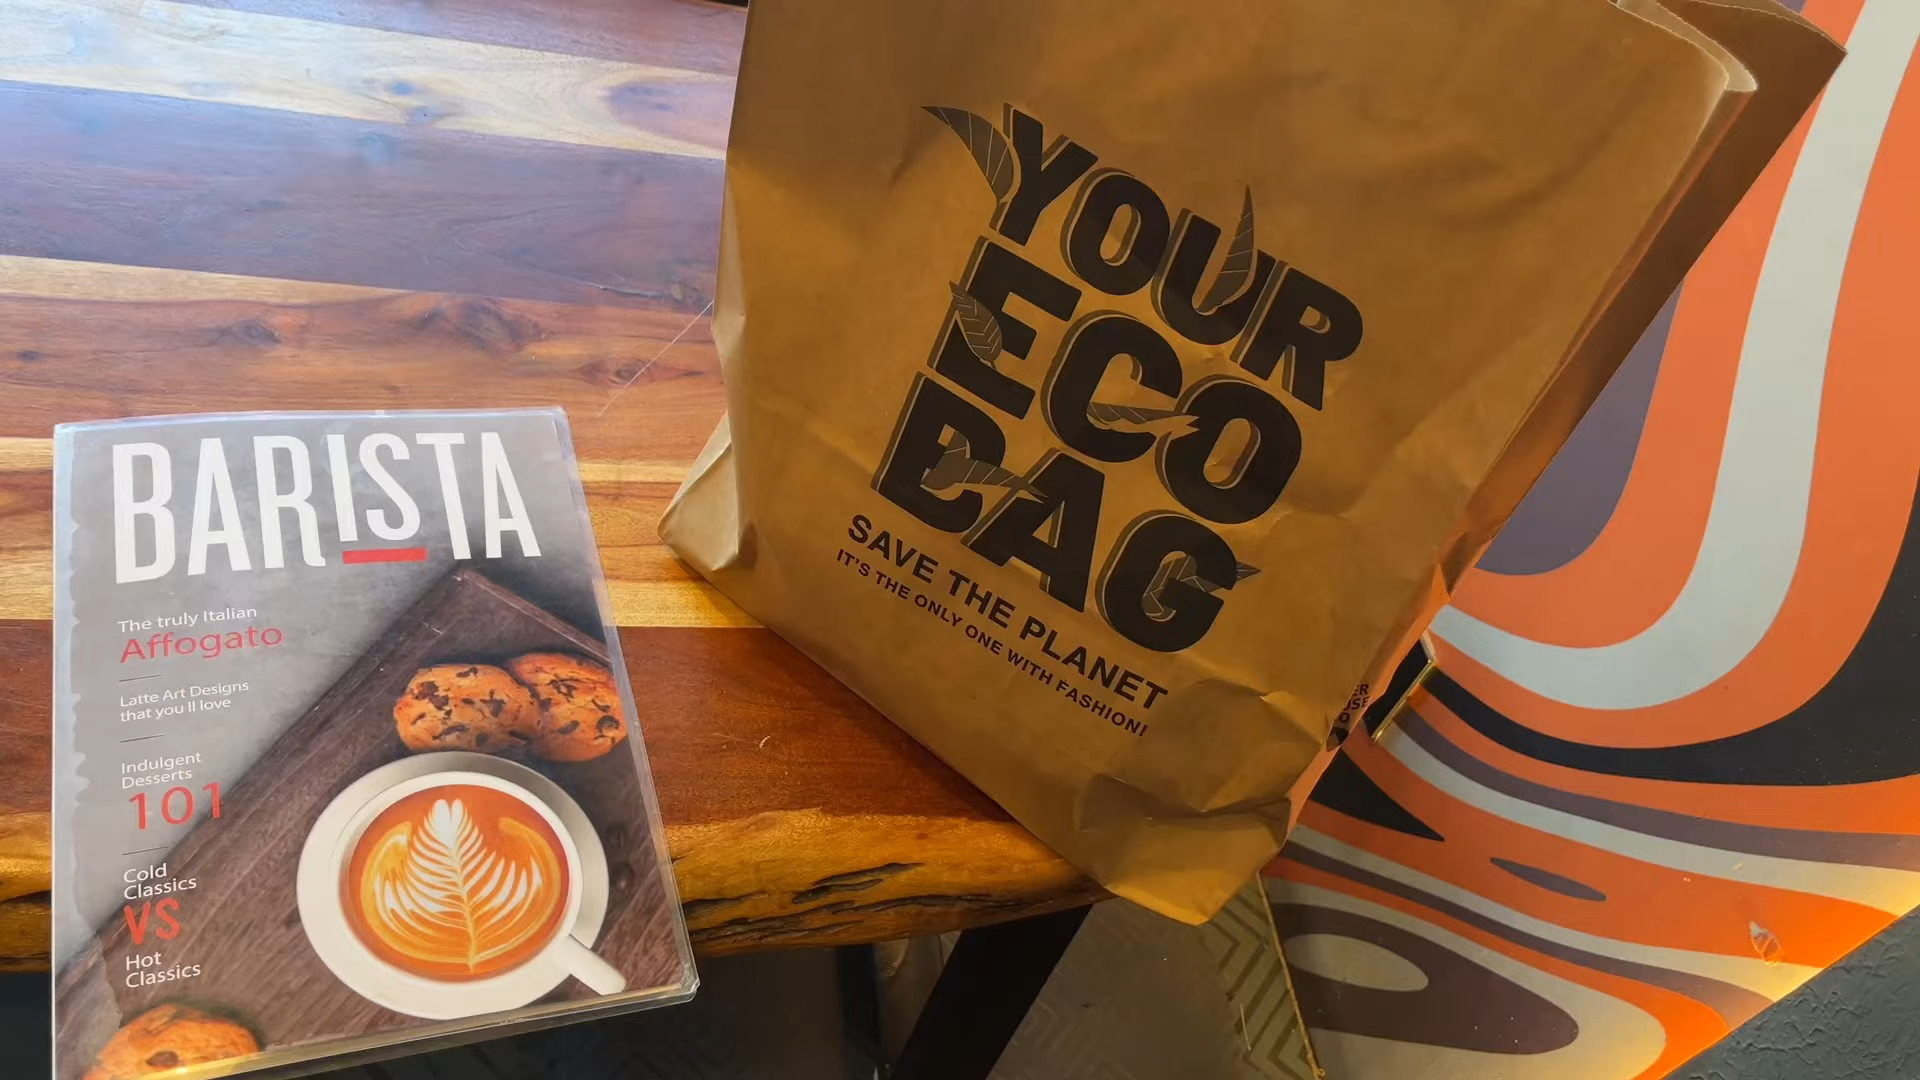 BARISTA
The truly Italian
Affogato
Latte Art Designs
that you ll love
Indulgent
Desserts
101
Cold
Classics
VS
Hot
Classics
YOUR
ECO
BAG
SAVE THE PLANET
IT'S THE ONLY ONE WITH FASHION!